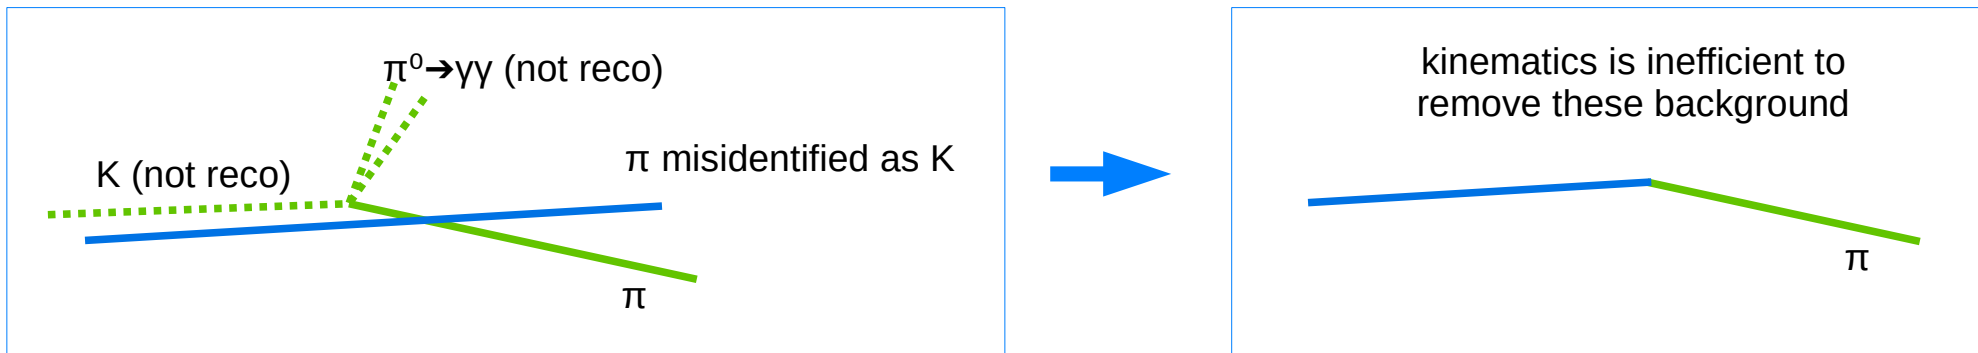 π⁰➔γγ (not reco)
K (not reco)
π misidentified as K
π
kinematics is inefficient to
remove these background
π